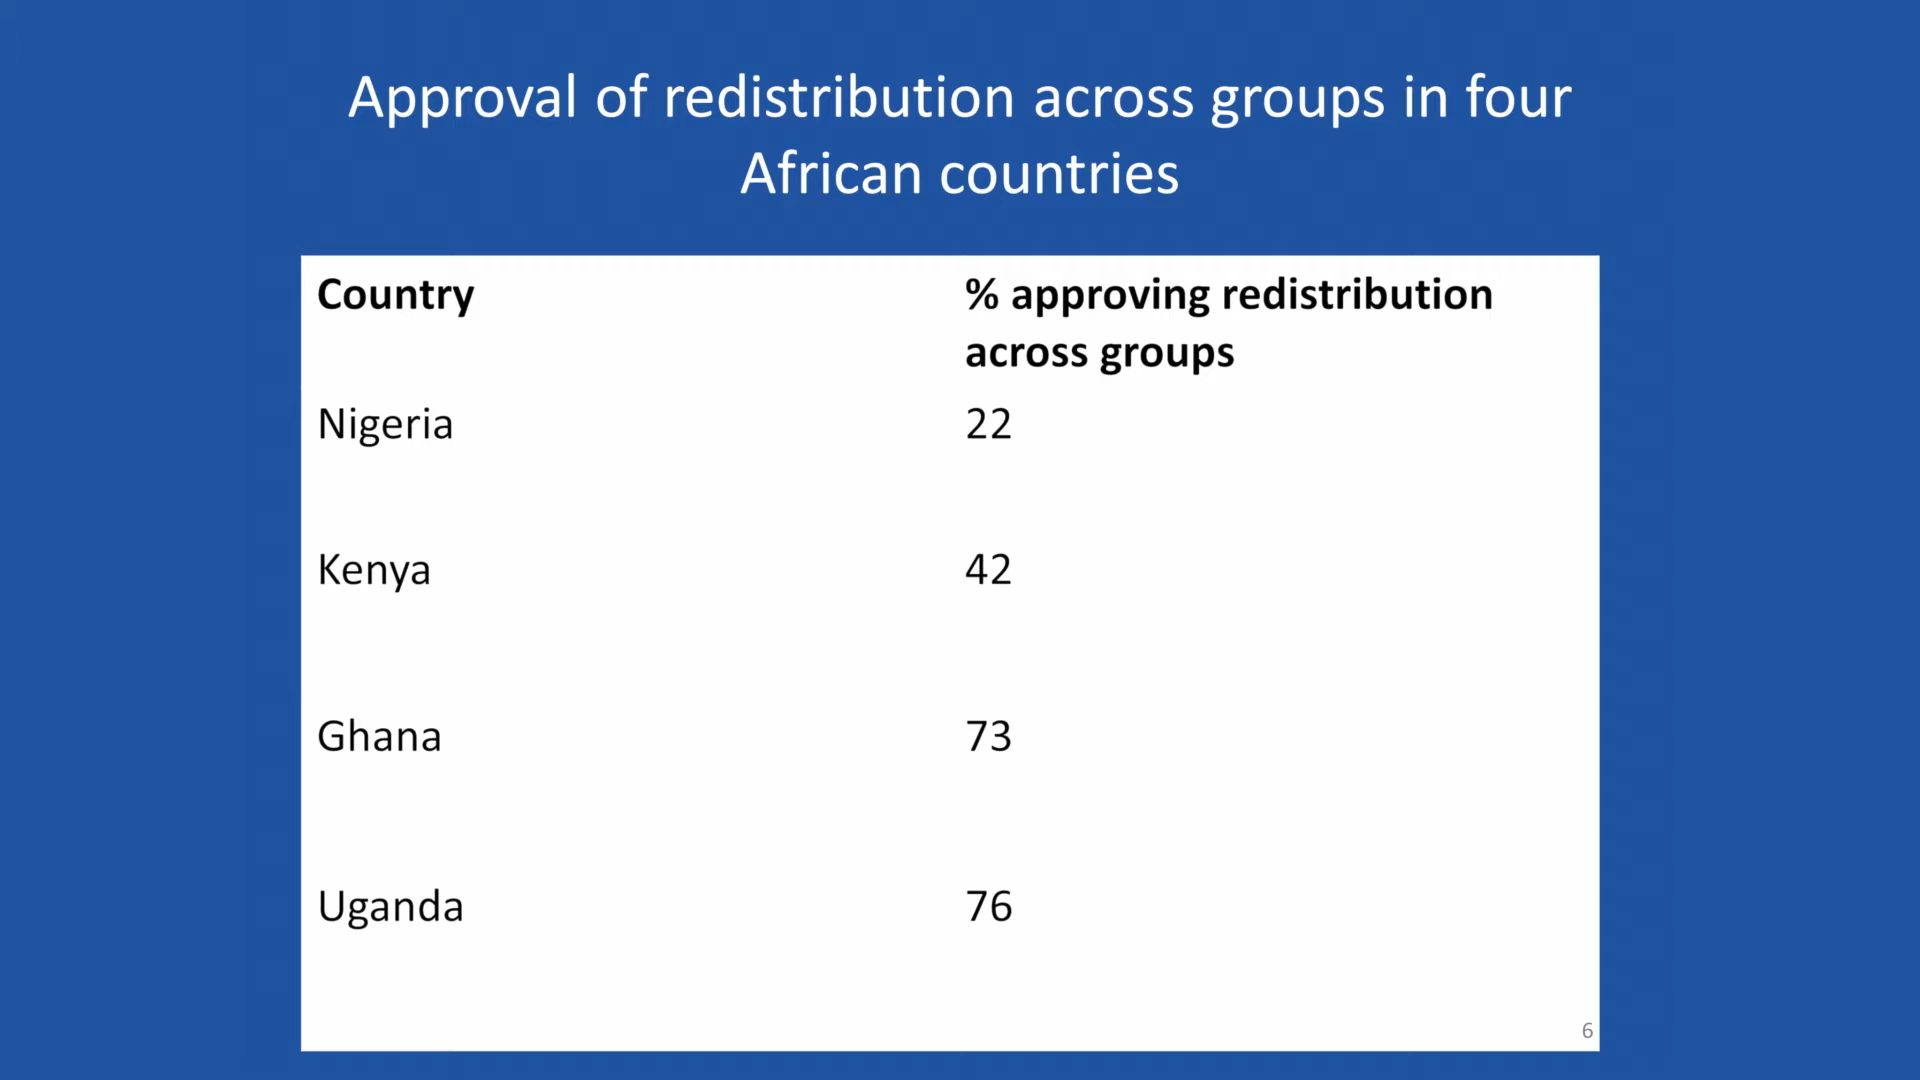 Approval of redistribution across groups in four
African countries
Country
% approving redistribution
across groups
Nigeria
22
Kenya
42
Ghana
73
Uganda
76
6